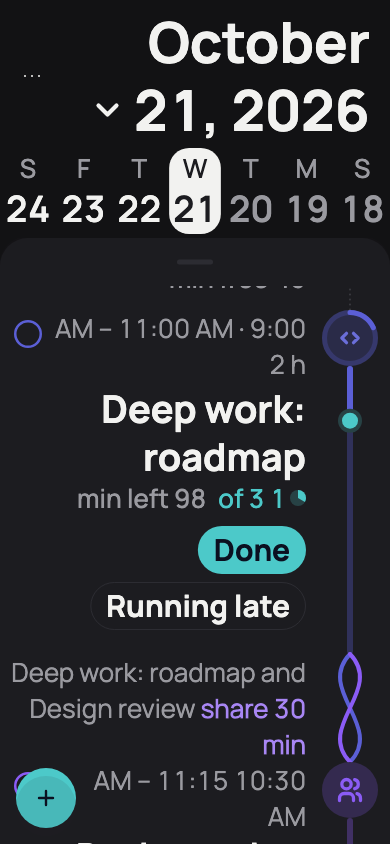 October
21, 2026
S F T W T M S
24 23 22 21 20 19 18
AM – 11:00 AM · 9:00
2 h
Deep work:
roadmap
min left 98 of 3 1
Done
Running late
Deep work: roadmap and
Design review share 30
min
AM – 11:15 10:30
AM